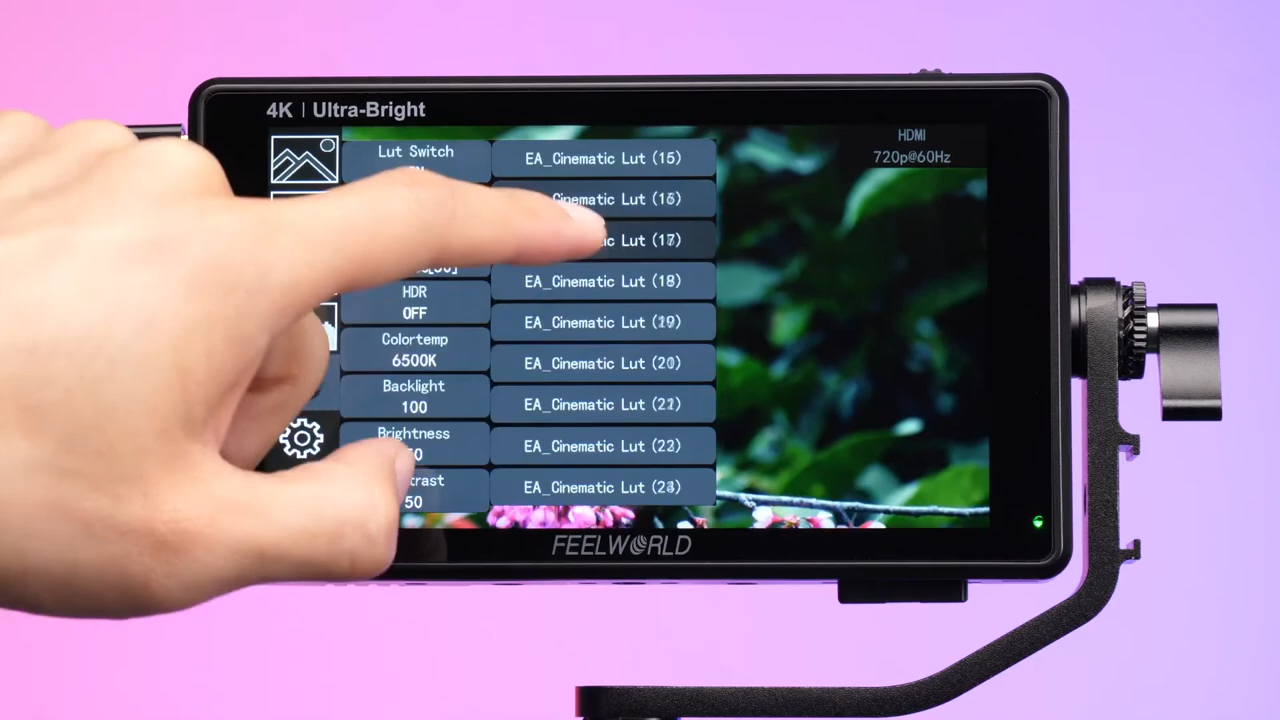 4K | Ultra-Bright
HDMI
720p@60Hz
Lut Switch
HDR
OFF
Colortemp
6500K
Backlight
100
Brightness
50
EA_Cinematic Lut (15)
Cinematic Lut (16)
Lut (17)
EA_Cinematic Lut (18)
EA_Cinematic Lut (19)
EA_Cinematic Lut (20)
EA_Cinematic Lut (21)
EA_Cinematic Lut (22)
EA_Cinematic Lut (23)
FEELWORLD